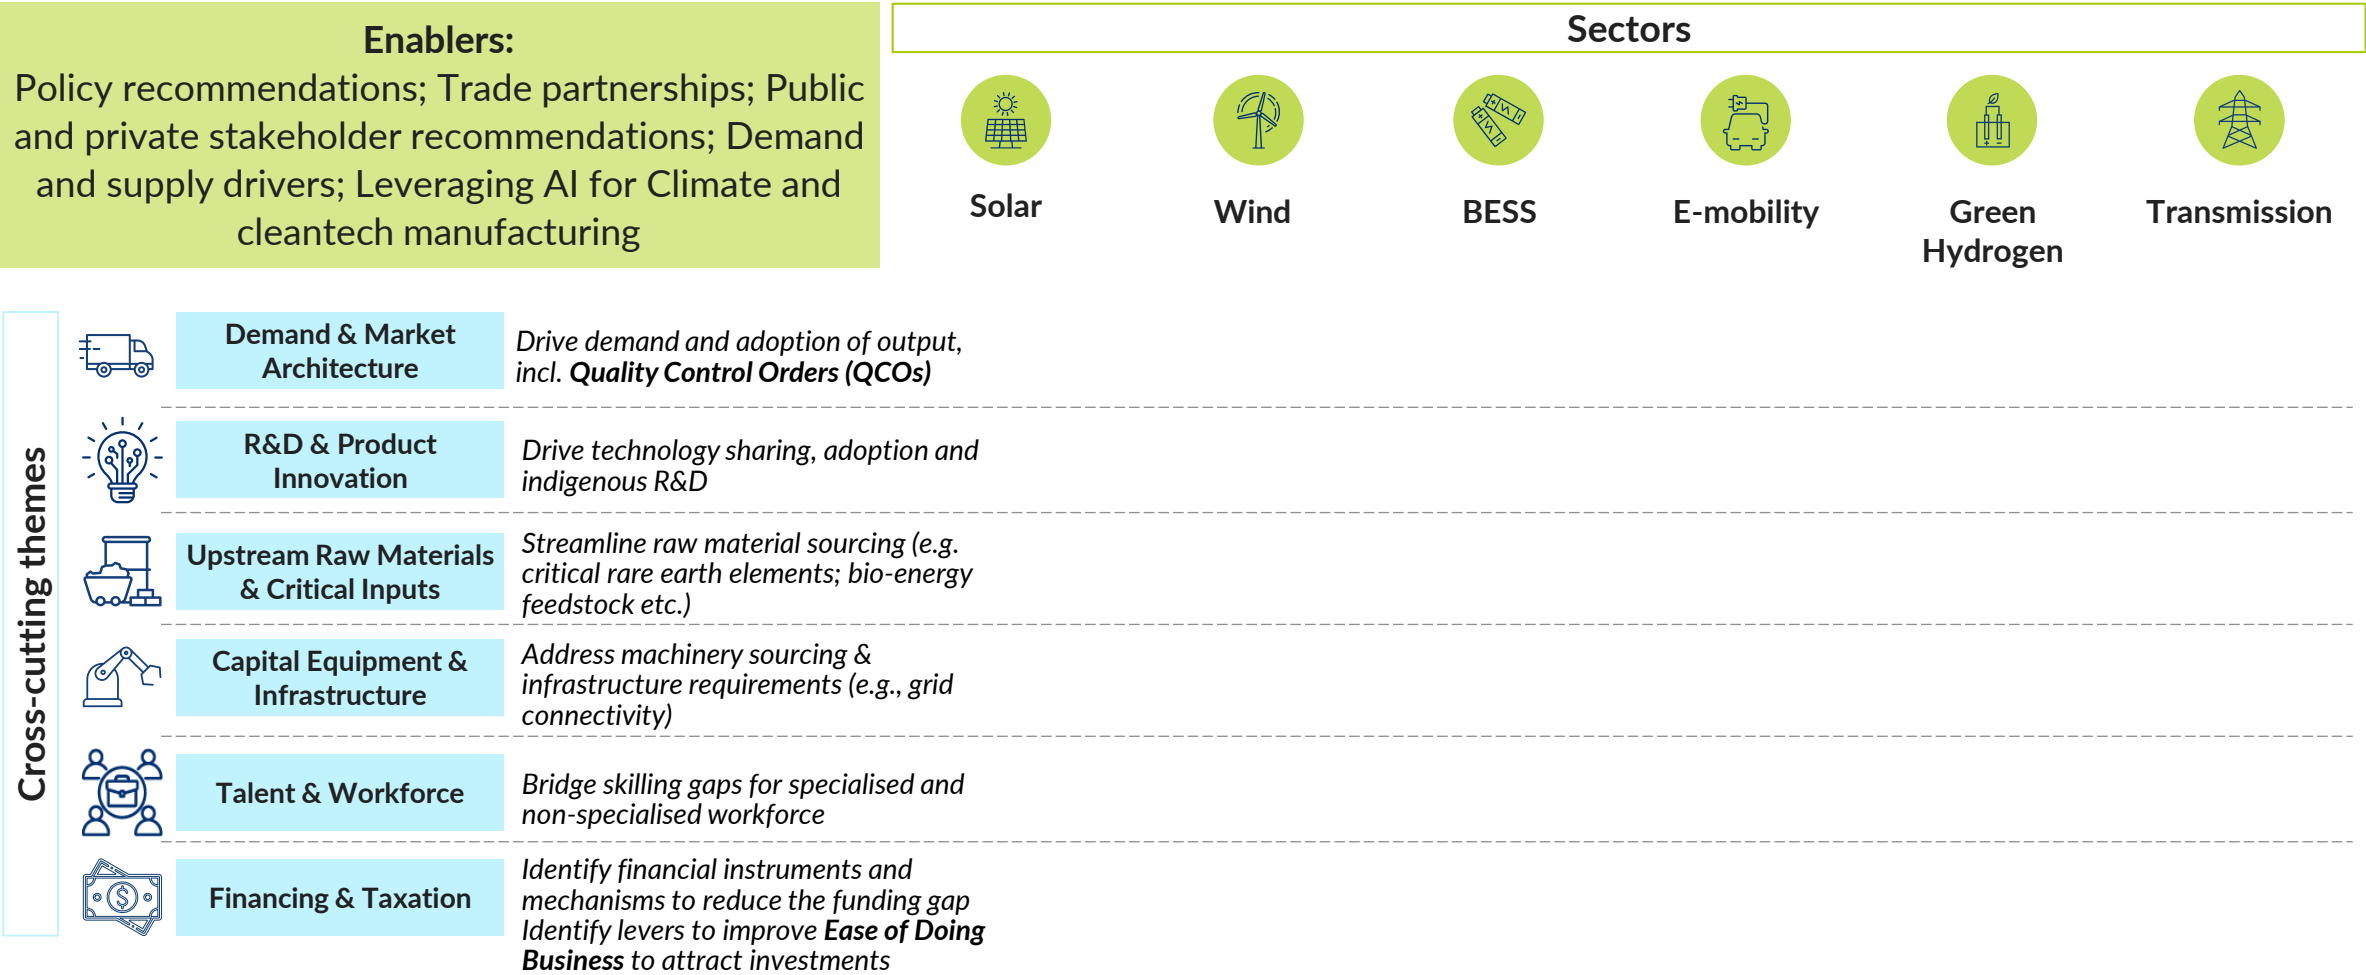 Enablers:
Policy recommendations; Trade partnerships; Public
and private stakeholder recommendations; Demand
and supply drivers; Leveraging AI for Climate and
cleantech manufacturing
Sectors
Solar
Wind
BESS
E-mobility
Green
Hydrogen
Transmission
Cross-cutting themes
Demand & Market
Architecture
Drive demand and adoption of output,
incl. Quality Control Orders (QCOs)
R&D & Product
Innovation
Drive technology sharing, adoption and
indigenous R&D
Upstream Raw Materials
& Critical Inputs
Streamline raw material sourcing (e.g.
critical rare earth elements; bio-energy
feedstock etc.)
Capital Equipment &
Infrastructure
Address machinery sourcing &
infrastructure requirements (e.g., grid
connectivity)
Talent & Workforce
Bridge skilling gaps for specialised and
non-specialised workforce
Financing & Taxation
Identify financial instruments and
mechanisms to reduce the funding gap
Identify levers to improve Ease of Doing
Business to attract investments